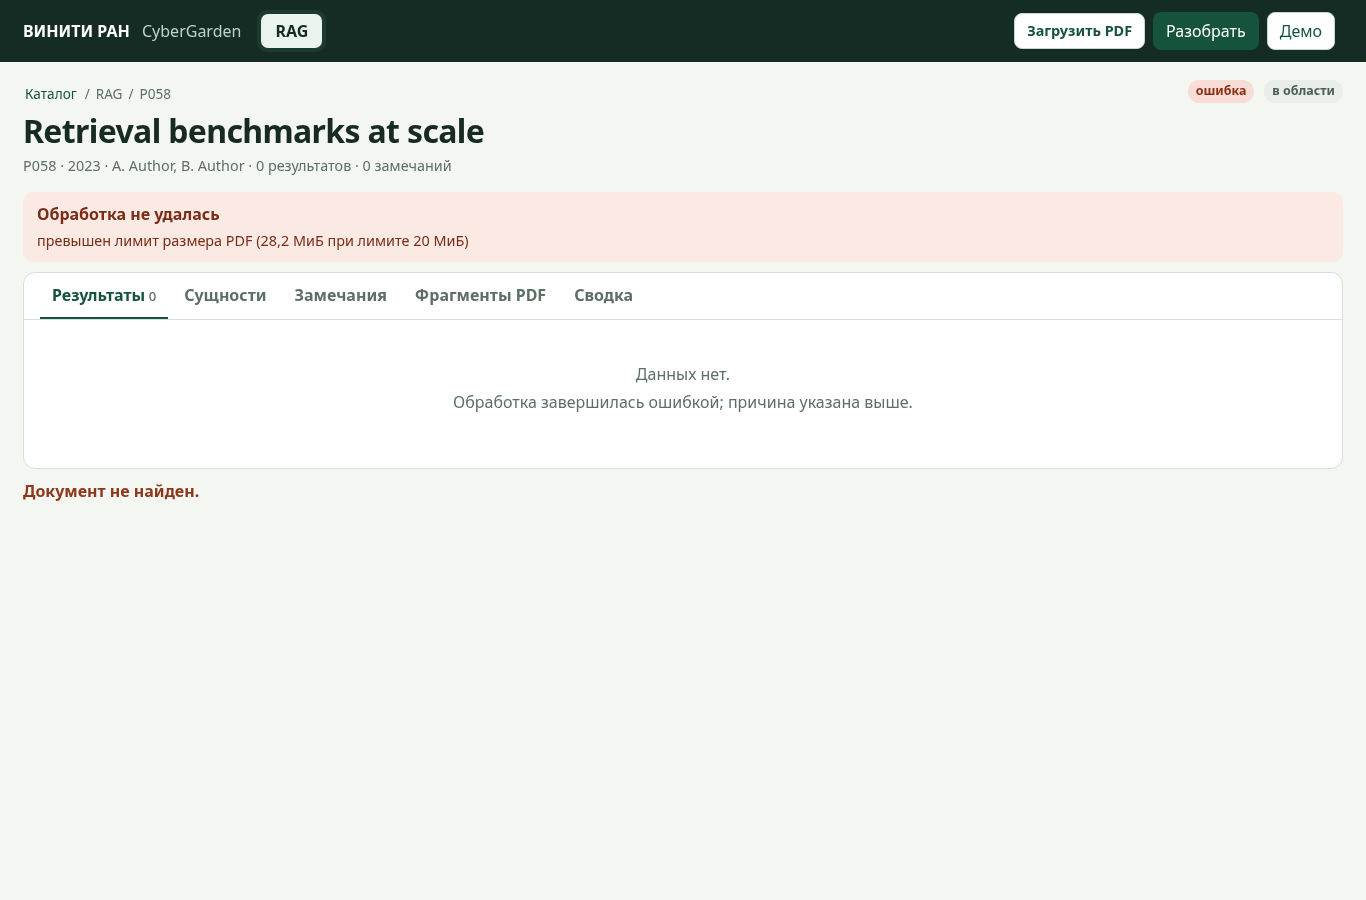 ВИНИТИ РАН CyberGarden RAG Загрузить PDF Разобрать Демо
Каталог / RAG / P058 ошибка в области
Retrieval benchmarks at scale
P058 · 2023 · A. Author, B. Author · 0 результатов · 0 замечаний
Обработка не удалась
превышен лимит размера PDF (28,2 МиБ при лимите 20 МиБ)
Результаты 0 Сущности Замечания Фрагменты PDF Сводка
Данных нет.
Обработка завершилась ошибкой; причина указана выше.
Документ не найден.